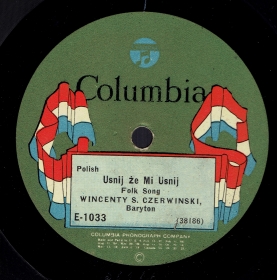 Columbia
Polish
Usnij że Mi Usnij
Folk Song
WINCENTY S. CZERWINSKI,
Baryton
E-1033
(38186)
COLUMBIA PHONOGRAPH COMPANY